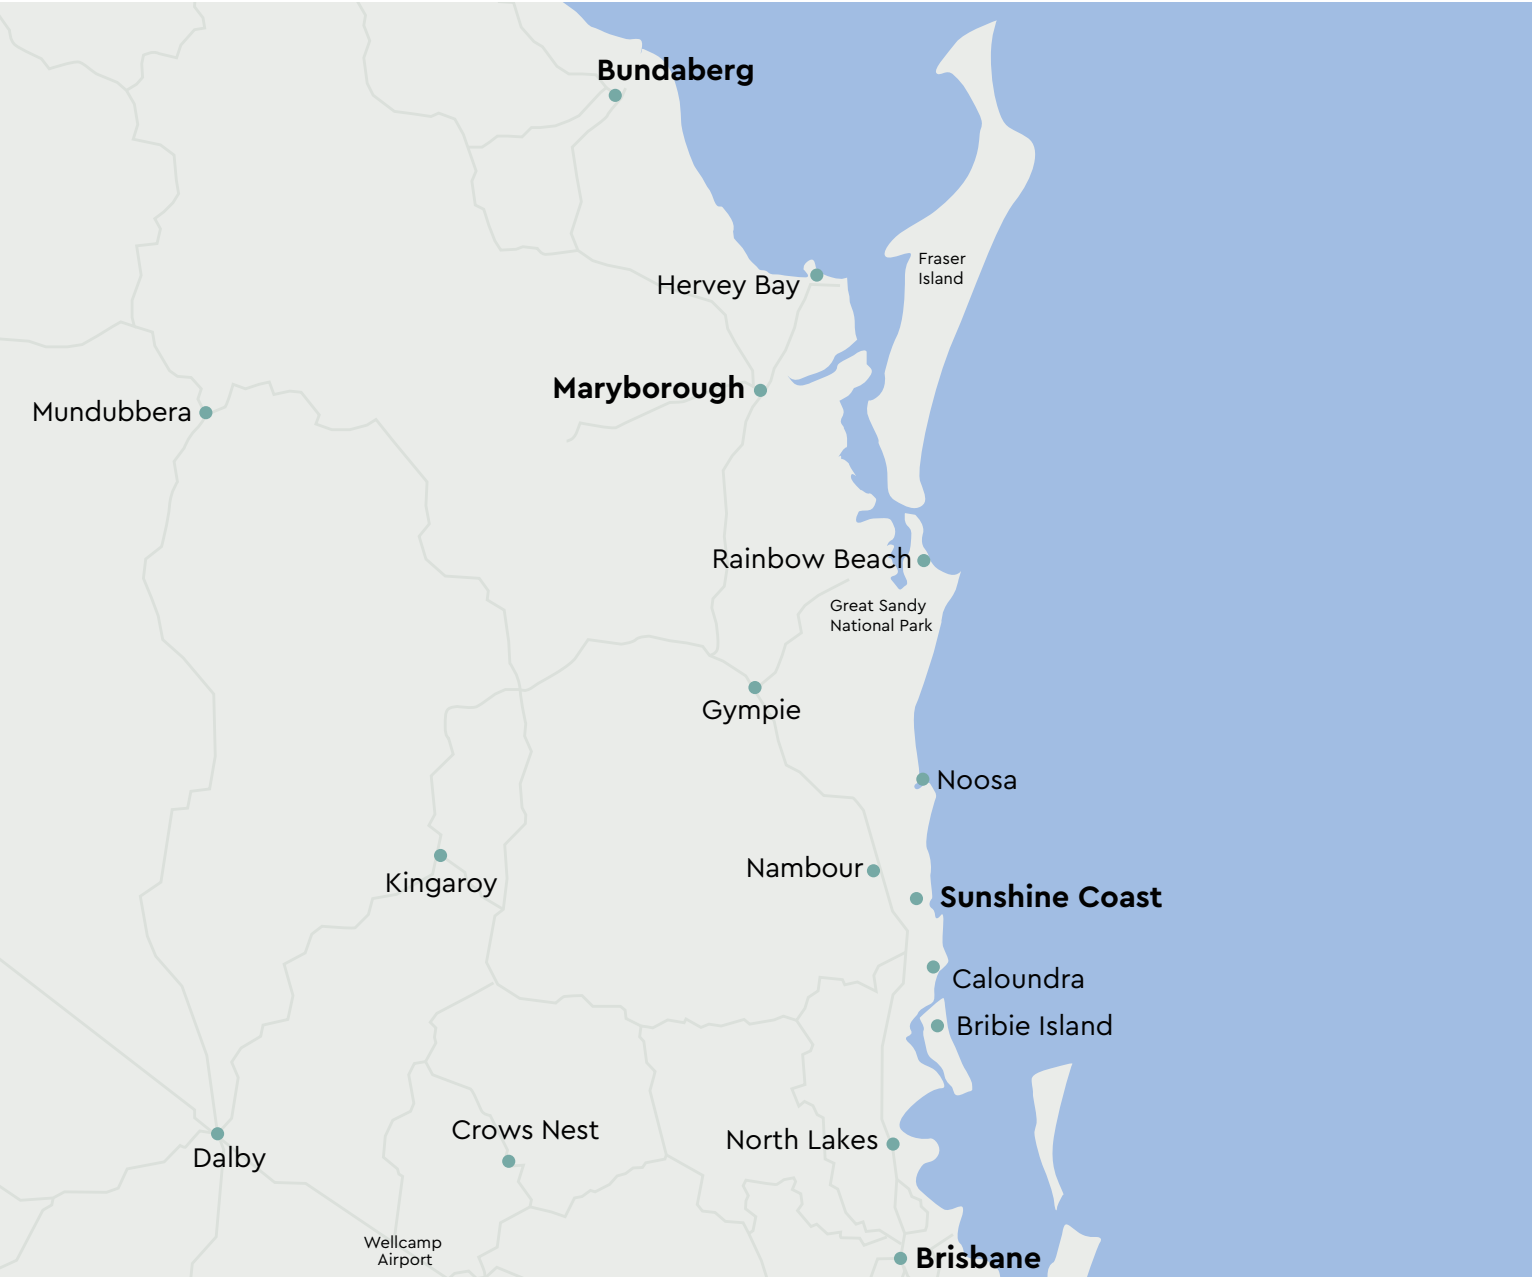 Bundaberg
Fraser
Island
Hervey Bay
Maryborough
Mundubbera
Rainbow Beach
Great Sandy
National Park
Gympie
Noosa
Nambour
Kingaroy
Sunshine Coast
Caloundra
Bribie Island
Crows Nest
North Lakes
Dalby
Wellcamp
Airport
Brisbane